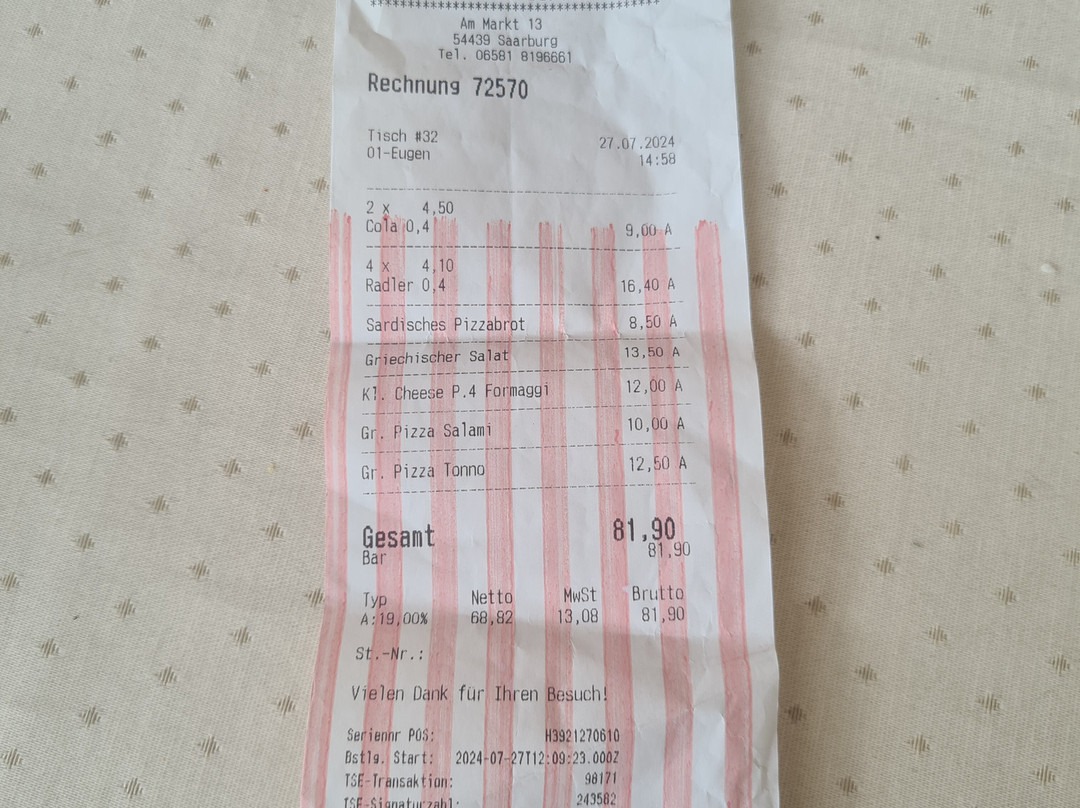 ************************************
Am Markt 13
54439 Saarburg
Tel. 06581 8196661
Rechnung 72570
Tisch #32 27.07.2024
01-Eugen 14:58
2 x 4,50
Cola 0,4 9,00 A
4 x 4,10
Radler 0,4 16,40 A
Sardisches Pizzabrot 8,50 A
Griechischer Salat 13,50 A
Kl. Cheese P.4 Formaggi 12,00 A
Gr. Pizza Salami 10,00 A
Gr. Pizza Tonno 12,50 A
Gesamt 81,90
Bar 81,90
Typ Netto MwSt Brutto
A:19,00% 68,82 13,08 81,90
St.-Nr.:
Vielen Dank für Ihren Besuch!
Seriennr POS: H3921270610
Bstlg. Start: 2024-07-27T12:09:23.000Z
TSE-Transaktion: 98171
TSE-Signaturzahl: 243582